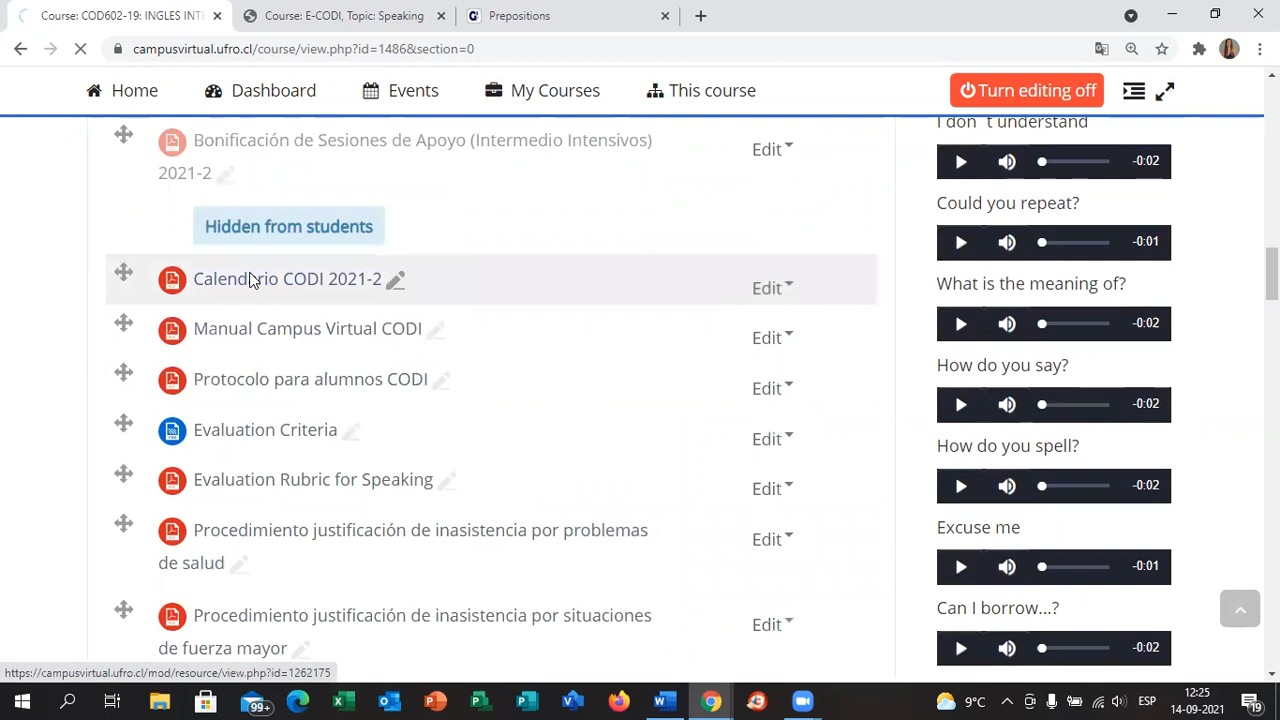 Course: COD602-19: INGLES INT
Course: E-CODI, Topic: Speaking
Prepositions
campusvirtual.ufro.cl/course/view.php?id=1486&section=0
Home
Dashboard
Events
My Courses
This course
Turn editing off
Bonificación de Sesiones de Apoyo (Intermedio Intensivos)
2021-2
Edit
Hidden from students
Calendario CODI 2021-2
Edit
Manual Campus Virtual CODI
Edit
Protocolo para alumnos CODI
Edit
Evaluation Criteria
Edit
Evaluation Rubric for Speaking
Edit
Procedimiento justificación de inasistencia por problemas
de salud
Edit
Procedimiento justificación de inasistencia por situaciones
de fuerza mayor
Edit
I don´t understand
-0:02
Could you repeat?
-0:01
What is the meaning of?
-0:02
How do you say?
-0:02
How do you spell?
-0:02
Excuse me
-0:01
Can I borrow...?
-0:02
https://campusvirtual.ufro.cl/mod/resource/view.php?id=1262175
99+
9°C
ESP
12:25
14-09-2021
19